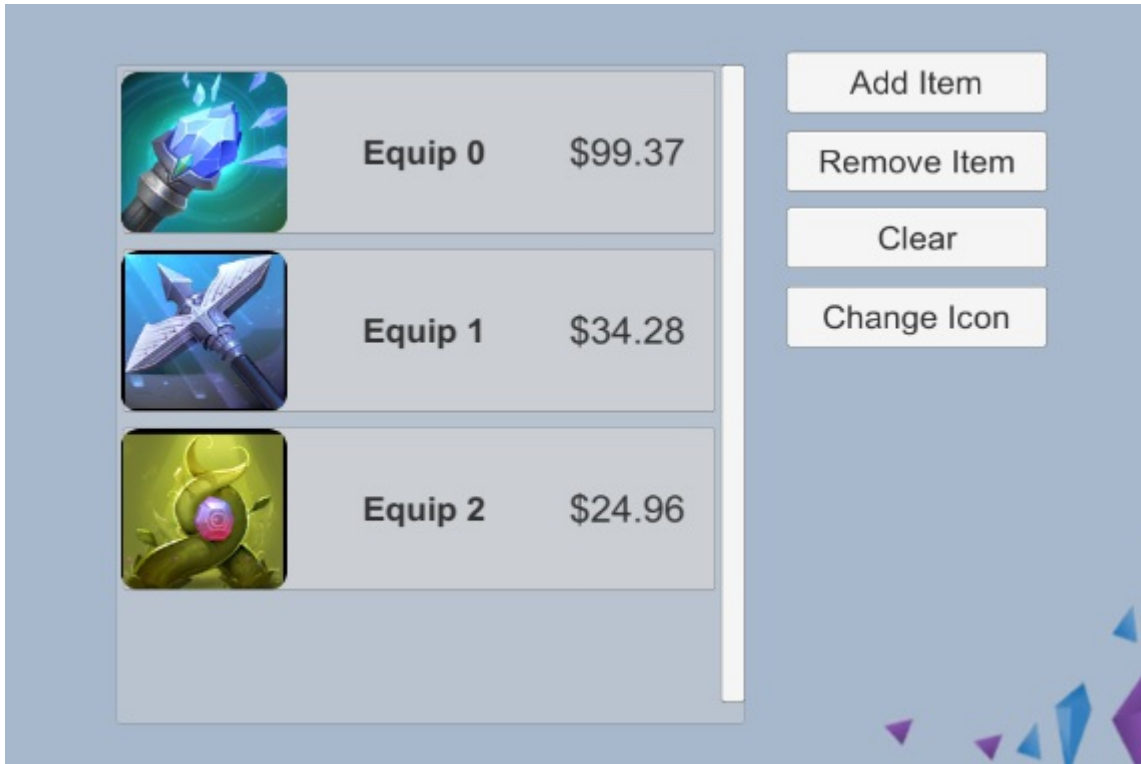 Equip 0 $99.37
Equip 1 $34.28
Equip 2 $24.96
Add Item
Remove Item
Clear
Change Icon